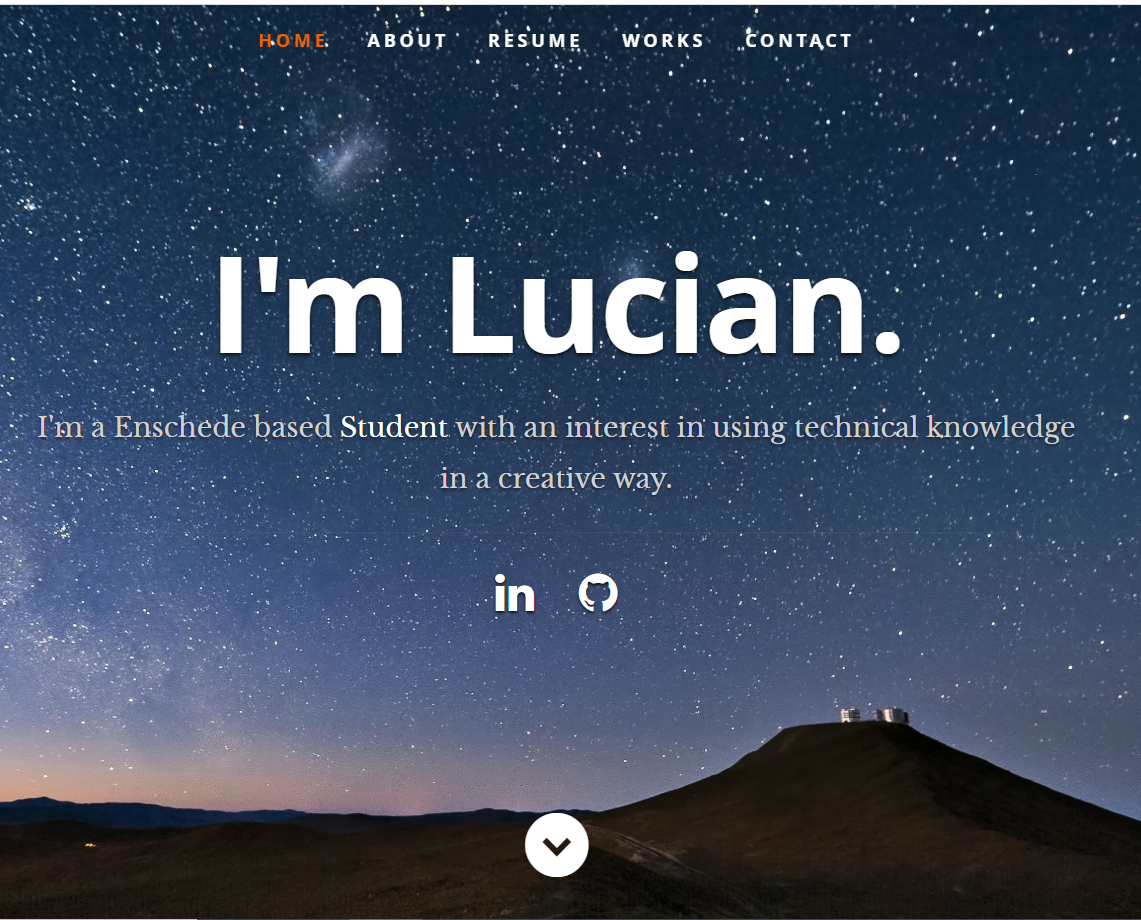 HOME ABOUT RESUME WORKS CONTACT
I'm Lucian.
I'm a Enschede based Student with an interest in using technical knowledge
in a creative way.
in